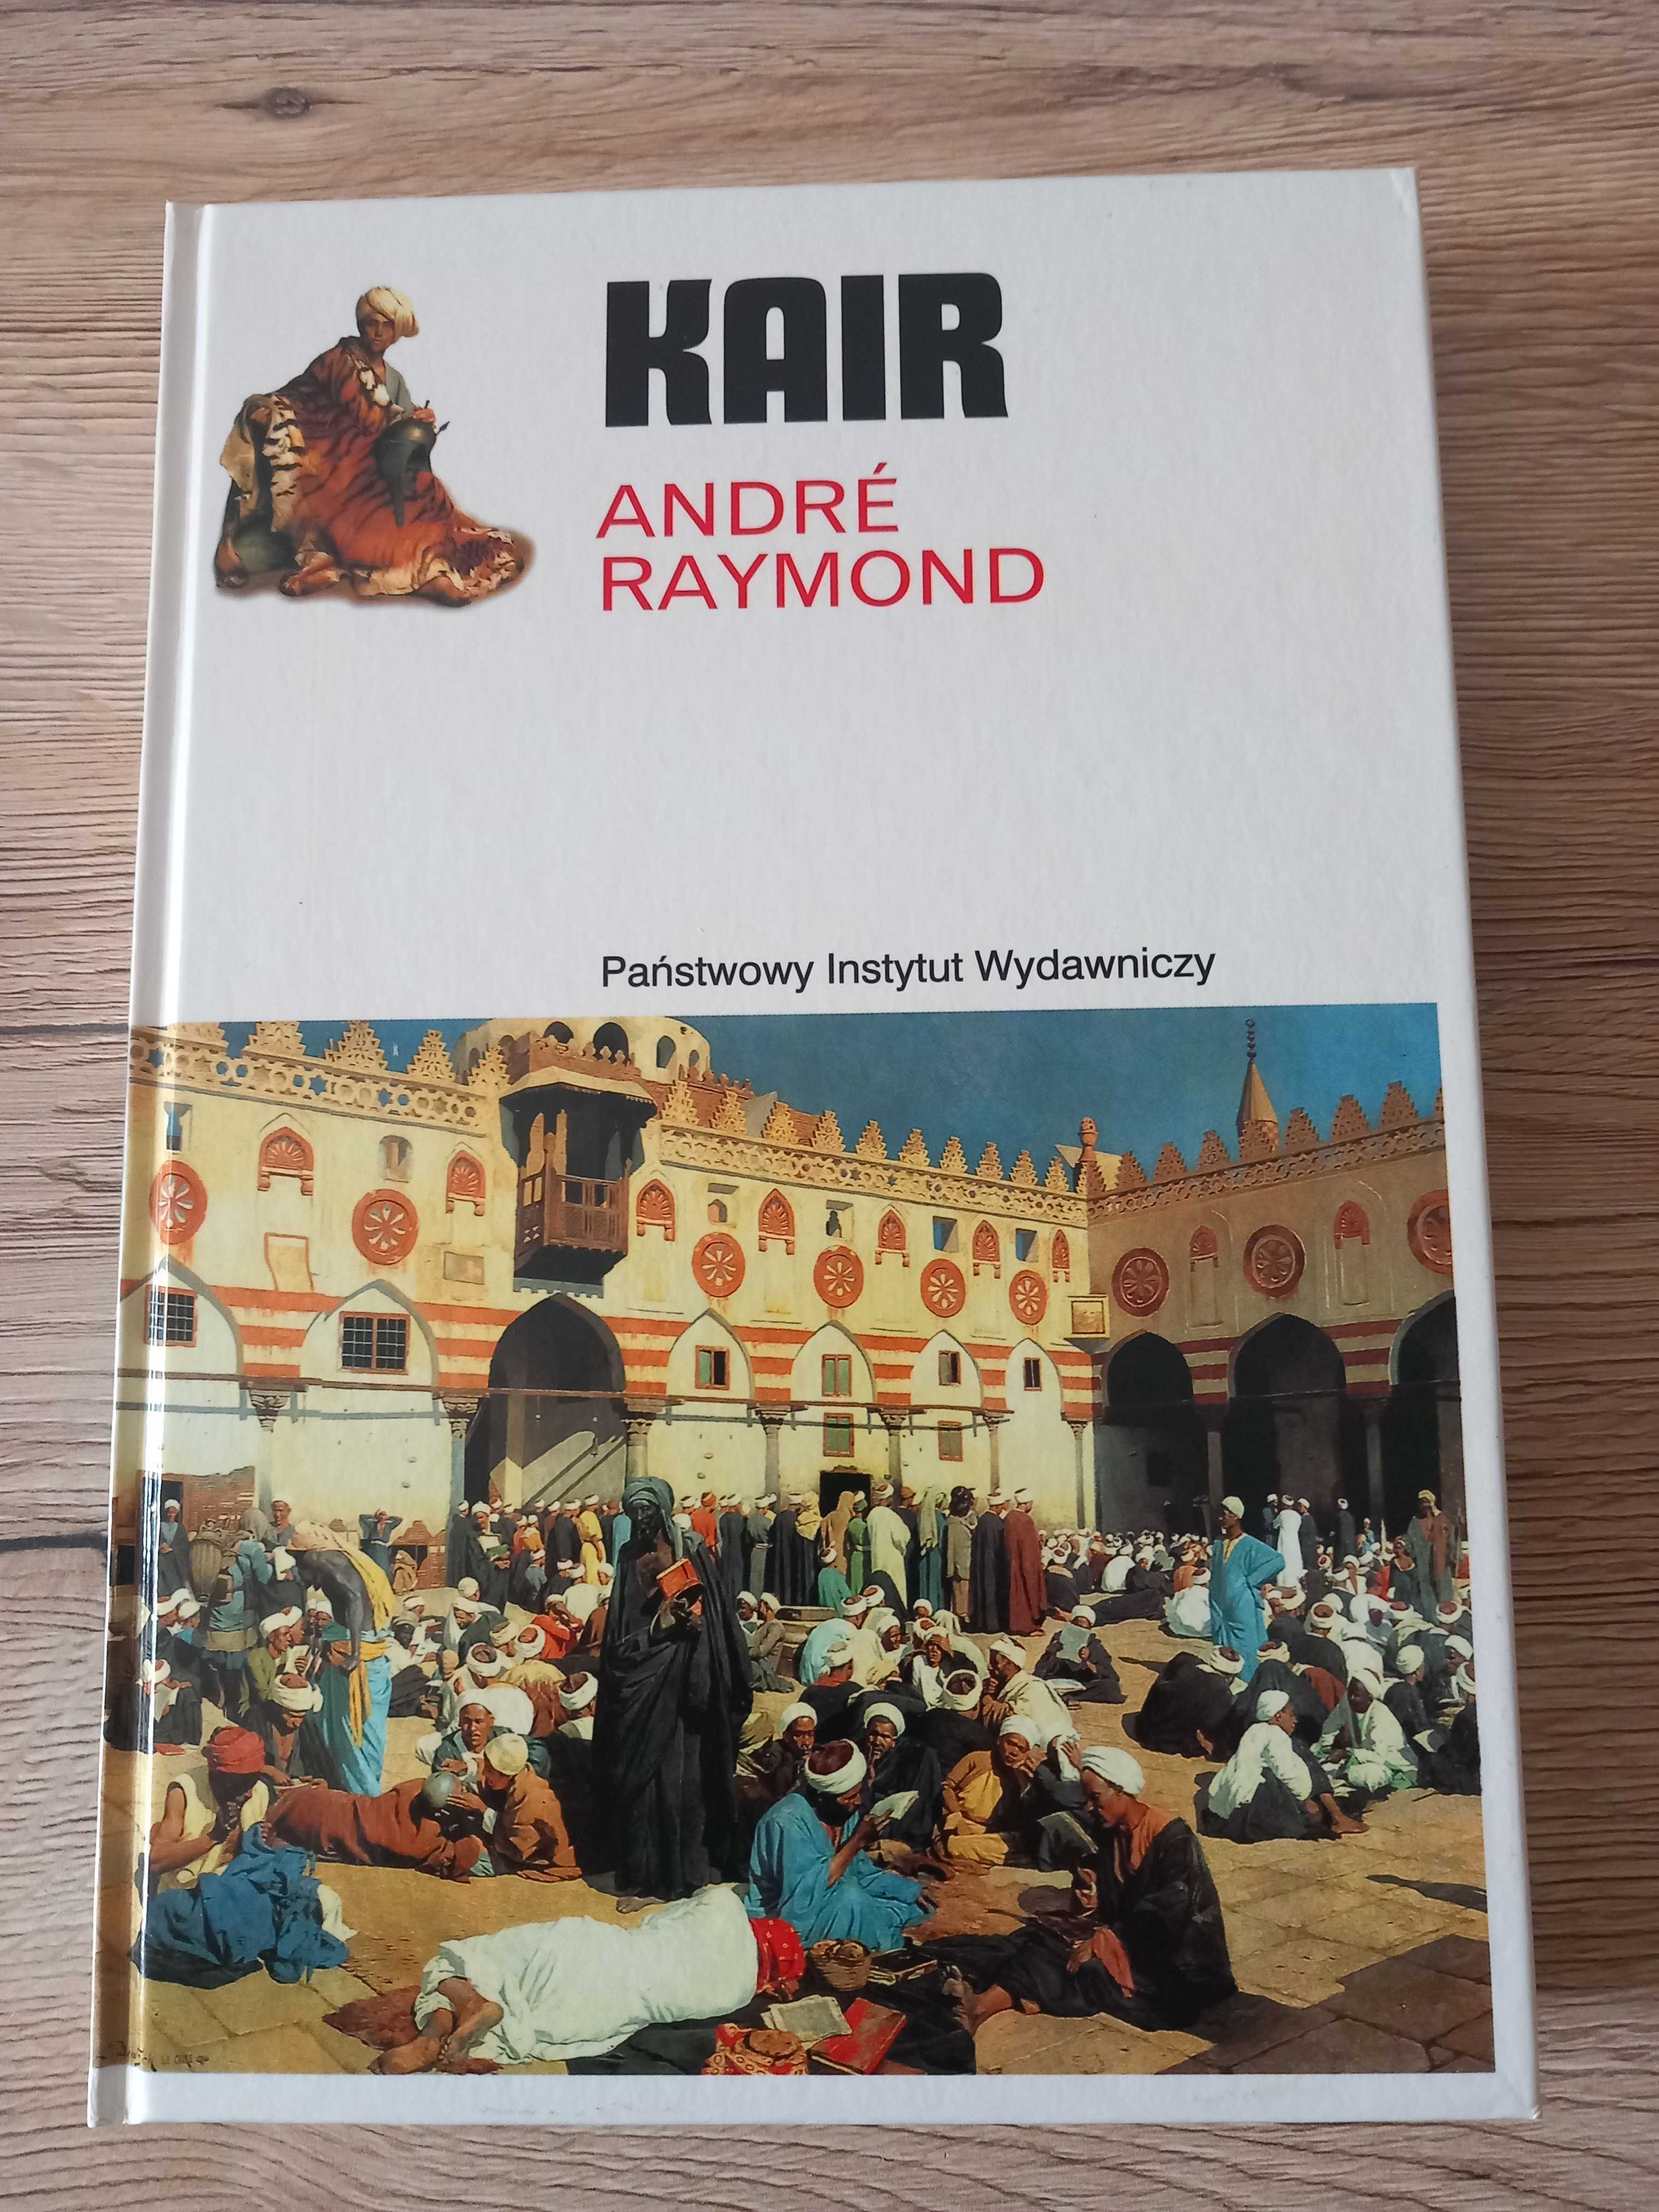 KAIR
ANDRÉ
RAYMOND
Państwowy Instytut Wydawniczy